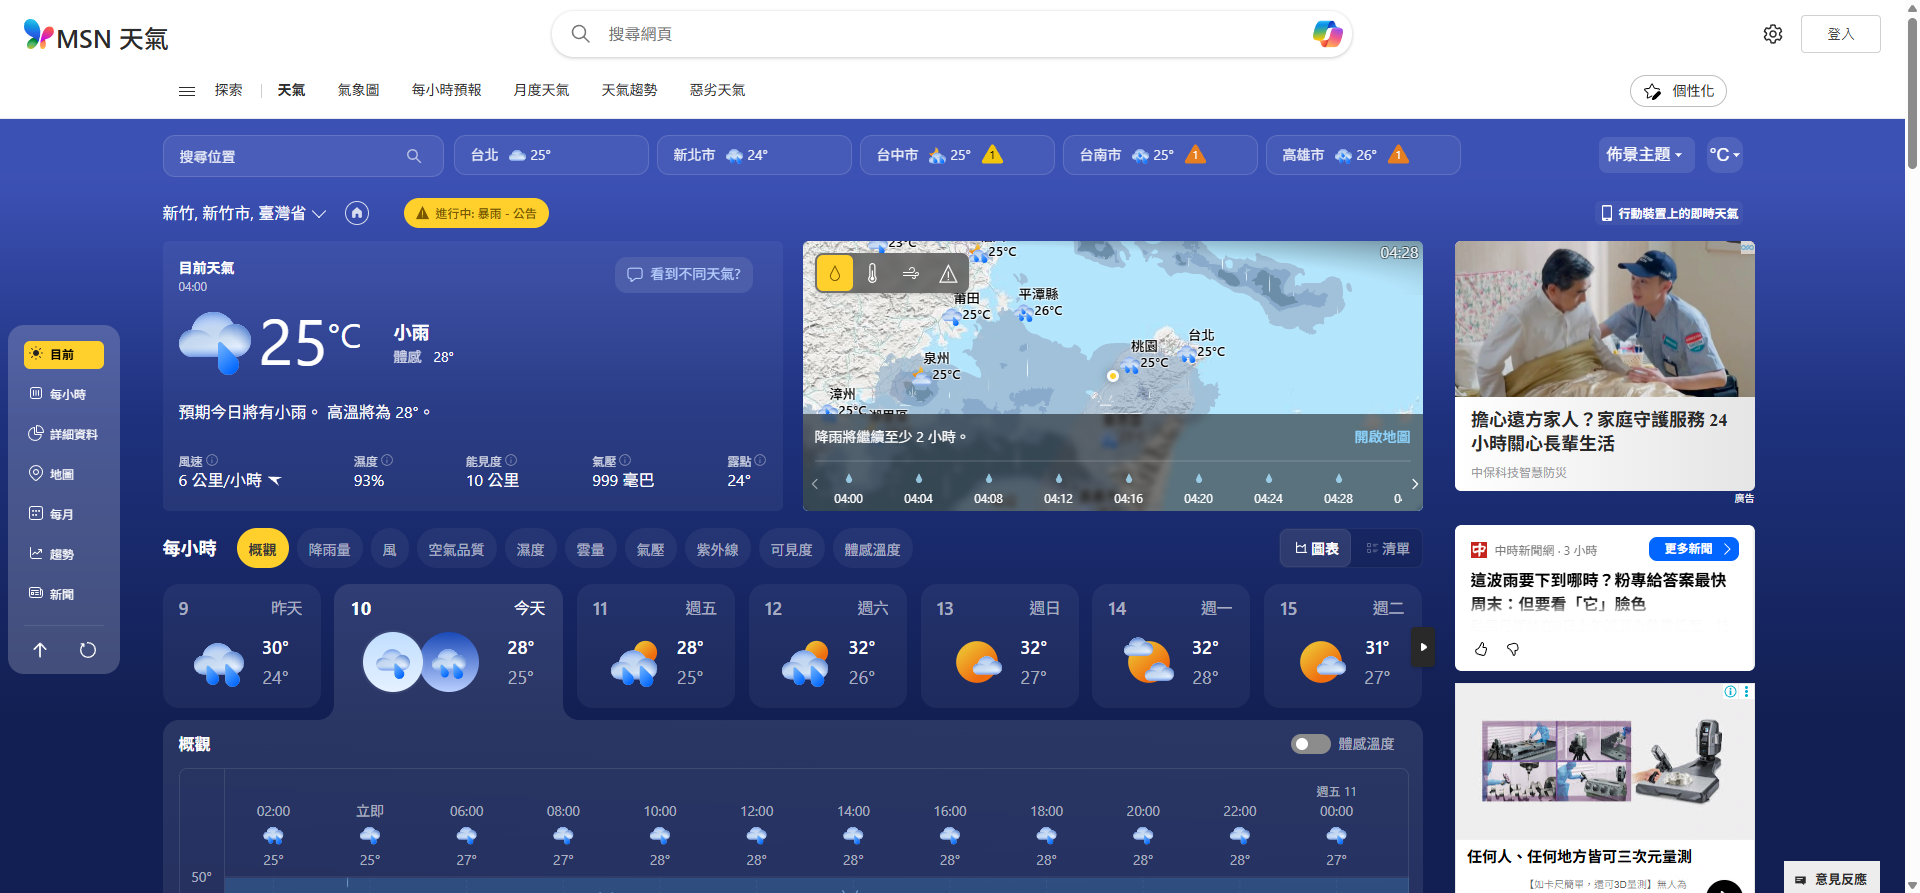 MSN 天氣
搜尋網頁
登入
探索
天氣
氣象圖
每小時預報
月度天氣
天氣趨勢
惡劣天氣
個性化
搜尋位置
台北 25°
新北市 24°
台中市 25° 1
台南市 25° 1
高雄市 26° 1
佈景主題
°C
新竹, 新竹市, 臺灣省
進行中: 暴雨 - 公告
行動裝置上的即時天氣
目前天氣
04:00
看到不同天氣?
25°C
小雨
體感 28°
預期今日將有小雨。 高溫將為 28°。
風速
6 公里/小時
濕度
93%
能見度
10 公里
氣壓
999 毫巴
露點
24°
23°C
25°C
04:28
莆田
25°C
平潭縣
26°C
台北
25°C
桃園
25°C
泉州
25°C
漳州
25°C
降雨將繼續至少 2 小時。
開啟地圖
04:00
04:04
04:08
04:12
04:16
04:20
04:24
04:28
目前
每小時
詳細資料
地圖
每月
趨勢
新聞
擔心遠方家人？家庭守護服務 24
小時關心長輩生活
中保科技智慧防災
廣告
每小時
概觀
降雨量
風
空氣品質
濕度
雲量
氣壓
紫外線
可見度
體感溫度
圖表
清單
9 昨天
30°
24°
10 今天
28°
25°
11 週五
28°
25°
12 週六
32°
26°
13 週日
32°
27°
14 週一
32°
28°
15 週二
31°
27°
中時新聞網 · 3 小時
更多新聞
這波雨要下到哪時？粉專給答案最快
周末：但要看「它」臉色
概觀
體感溫度
週五 11
02:00
立即
06:00
08:00
10:00
12:00
14:00
16:00
18:00
20:00
22:00
00:00
25°
25°
27°
27°
28°
28°
28°
28°
28°
28°
28°
27°
50°
任何人、任何地方皆可三次元量測
【如卡尺簡單，還可3D量測】無人為
意見反應